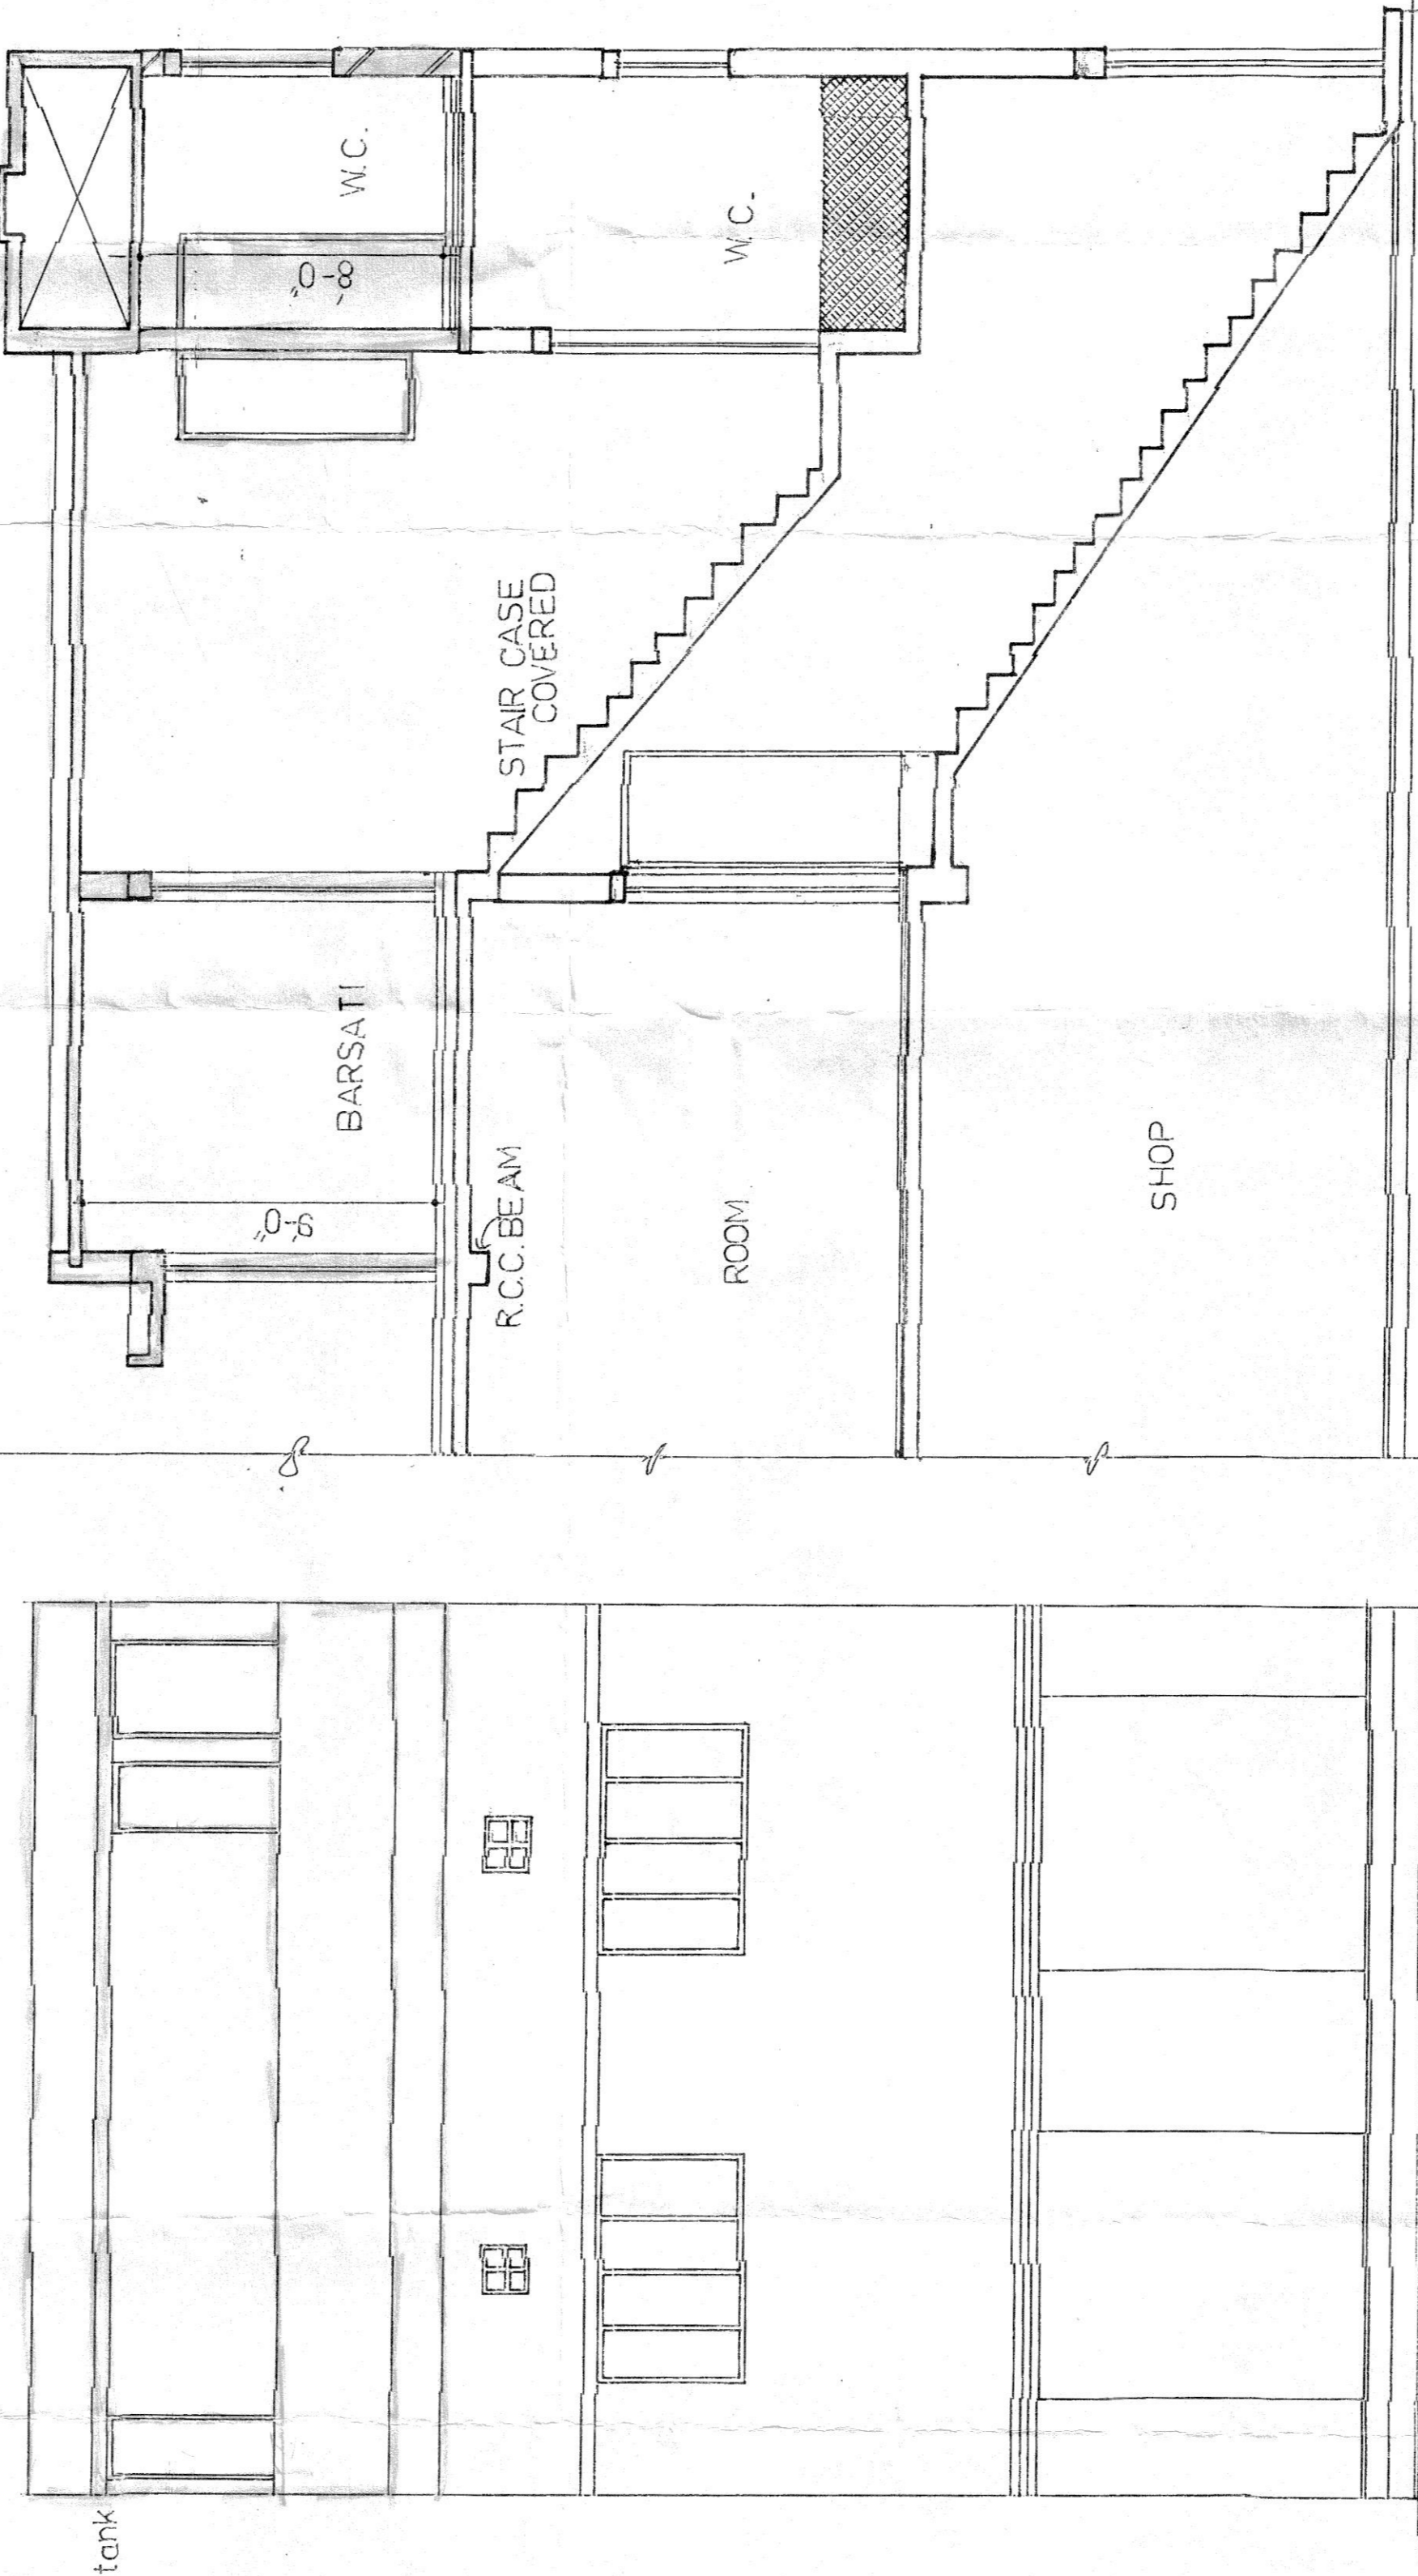 W.C.
8'-0"
W.C.
STAIR CASE
COVERED
BARSATI
9'-0"
R.C.C. BEAM
ROOM
SHOP
tank